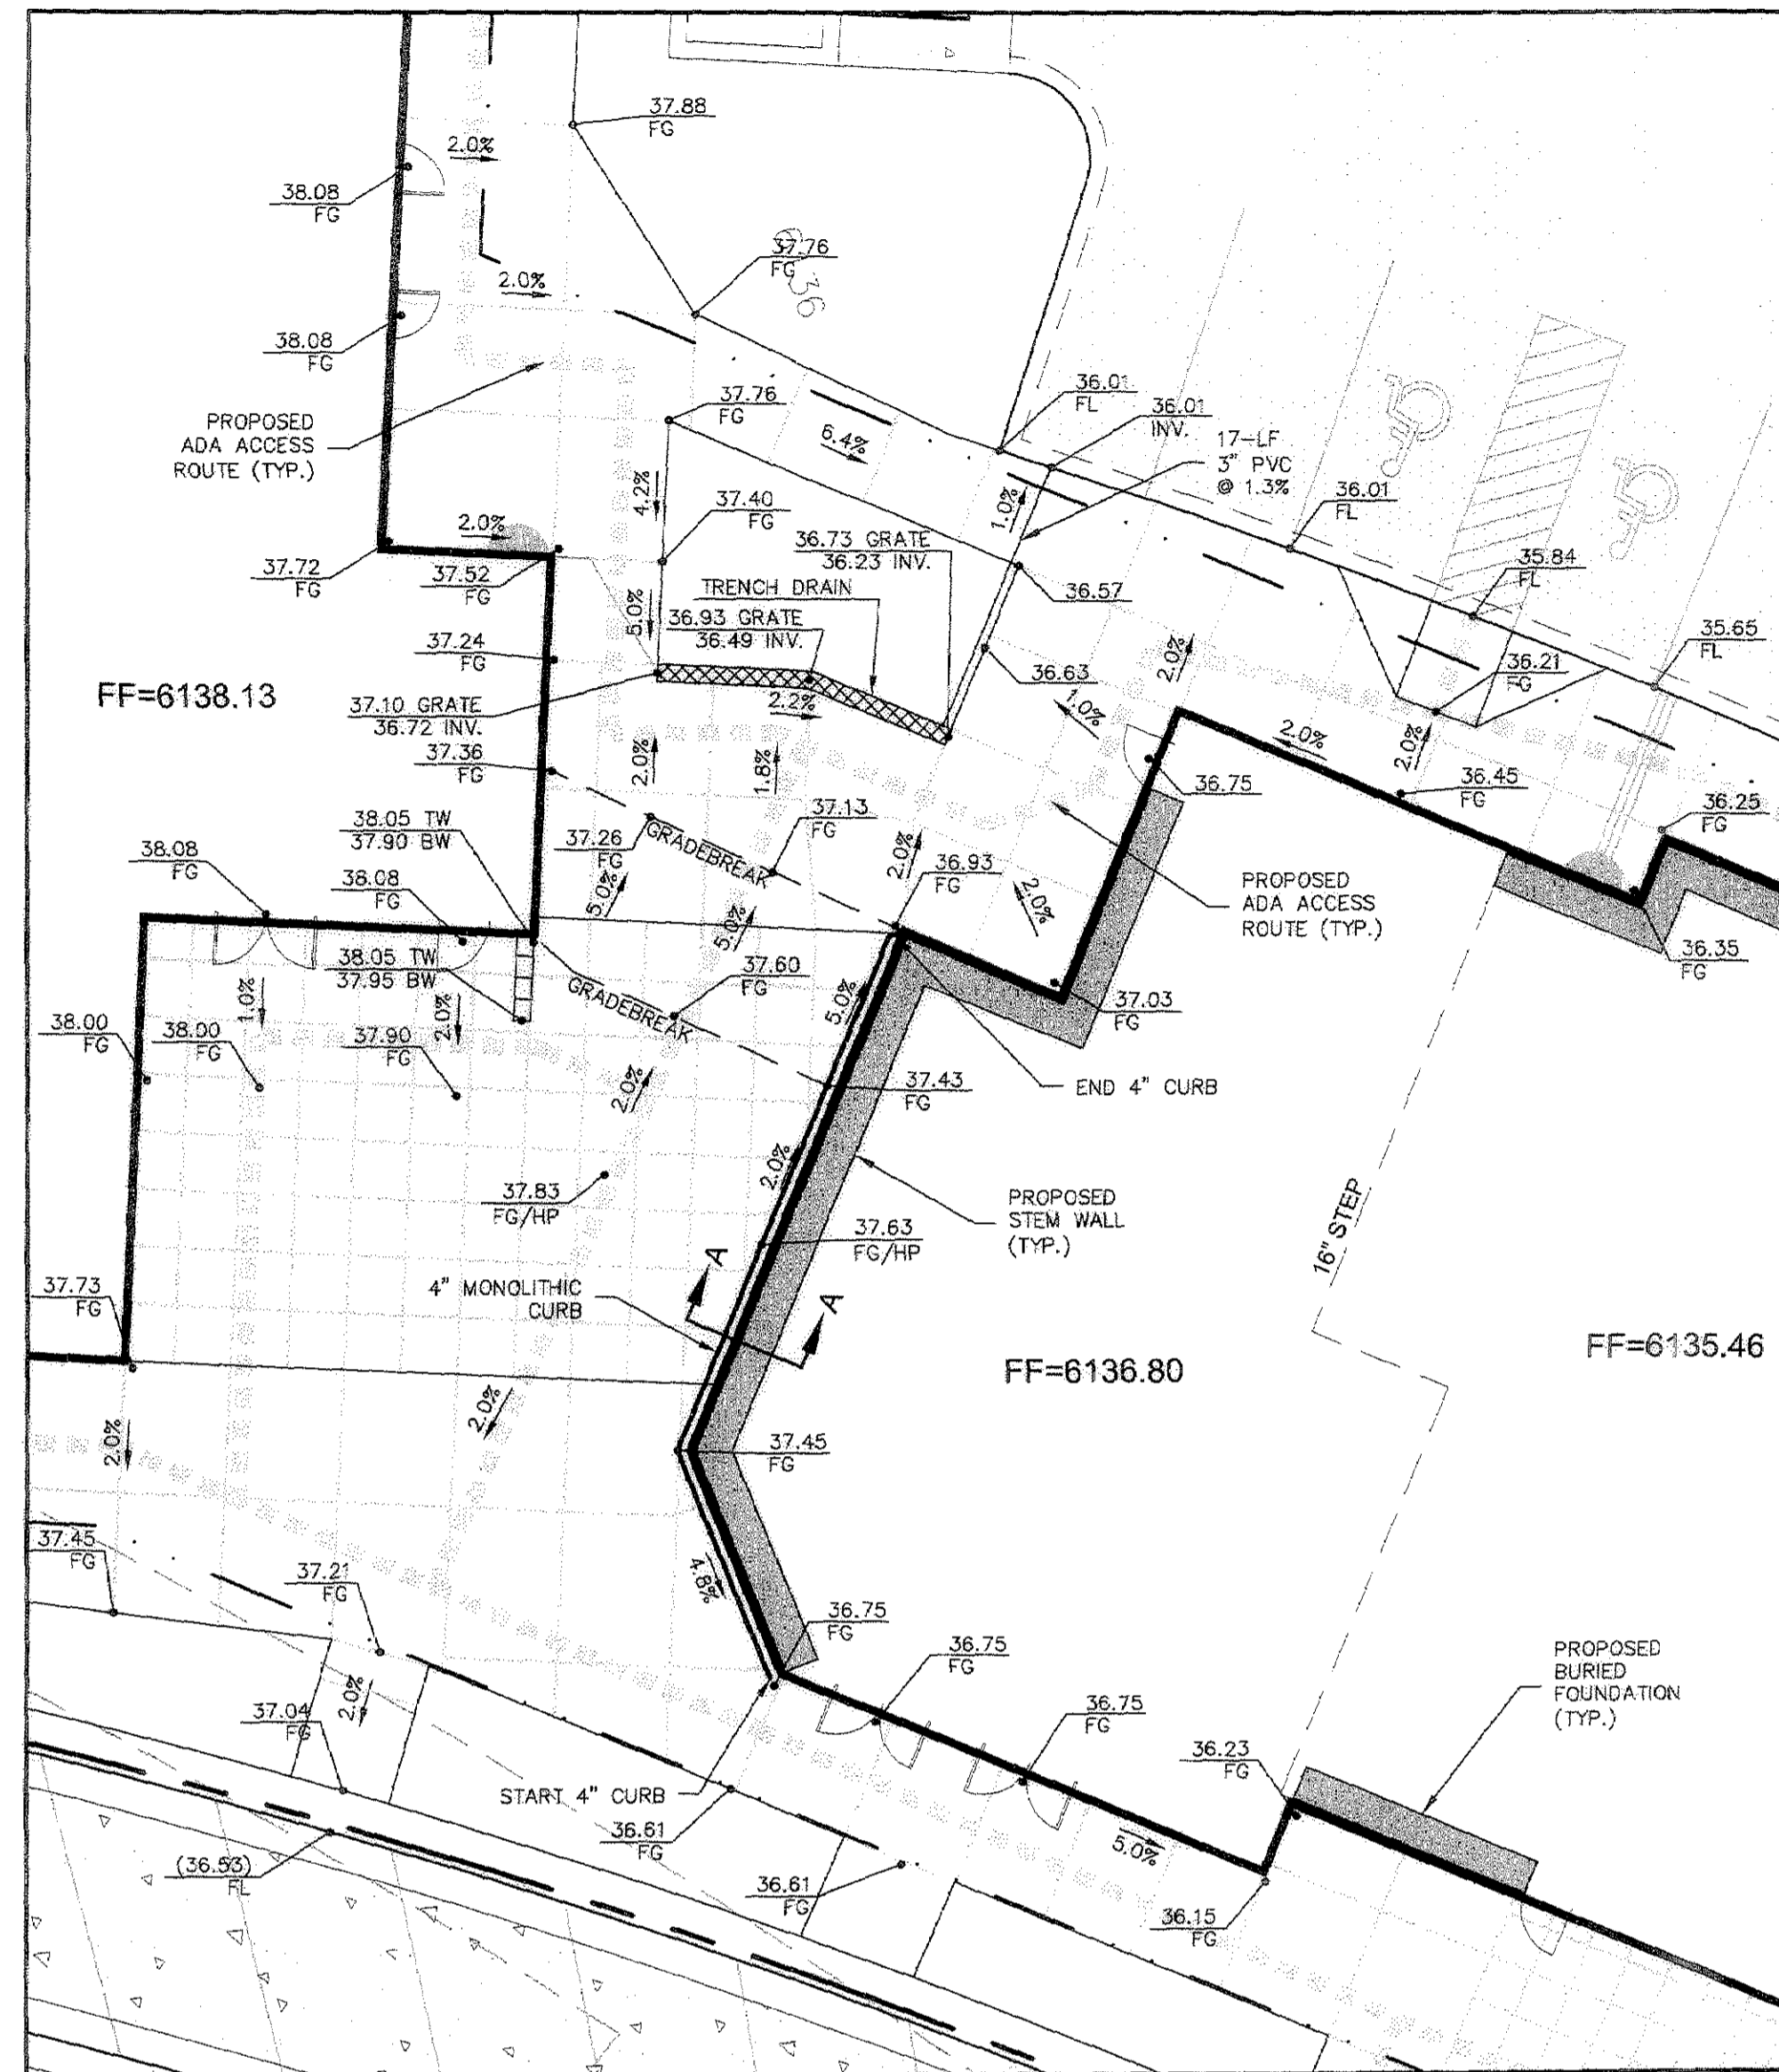 37.88
FG
2.0%
38.08
FG
37.76
FG
2.0%
38.08
FG
PROPOSED
ADA ACCESS
ROUTE (TYP.)
37.76
FG
6.4%
36.01
FL
36.01
INV.
17-LF
3" PVC
@ 1.3%
1.0%
36.01
FL
4.2%
37.40
FG
2.0%
37.72
FG
37.52
FG
36.73 GRATE
36.23 INV.
TRENCH DRAIN
36.93 GRATE
36.49 INV.
5.0%
36.57
35.84
FL
37.24
FG
35.65
FL
36.21
FG
36.63
2.0%
1.0%
FF=6138.13
37.10 GRATE
36.72 INV.
2.2%
2.0%
2.0%
37.36
FG
2.0%
1.8%
36.75
36.45
FG
36.25
FG
38.05 TW
37.90 BW
37.26
FG
GRADEBREAK
37.13
FG
38.08
FG
38.08
FG
5.0%
2.0%
36.93
FG
2.0%
PROPOSED
ADA ACCESS
ROUTE (TYP.)
36.35
FG
5.0%
38.05 TW
37.95 BW
GRADEBREAK
37.60
FG
5.0%
37.03
FG
1.0%
2.0%
38.00
FG
38.00
FG
37.90
FG
2.0%
37.43
FG
END 4" CURB
2.0%
37.83
FG/HP
37.63
FG/HP
PROPOSED
STEM WALL
(TYP.)
16" STEP
A
A
4" MONOLITHIC
CURB
37.73
FG
FF=6136.80
FF=6135.46
2.0%
2.0%
37.45
FG
37.45
FG
37.21
FG
4.8%
36.75
FG
36.75
FG
PROPOSED
BURIED
FOUNDATION
(TYP.)
2.0%
37.04
FG
36.75
FG
36.23
FG
START 4" CURB
36.61
FG
5.0%
(36.53)
FL
36.61
FG
36.15
FG